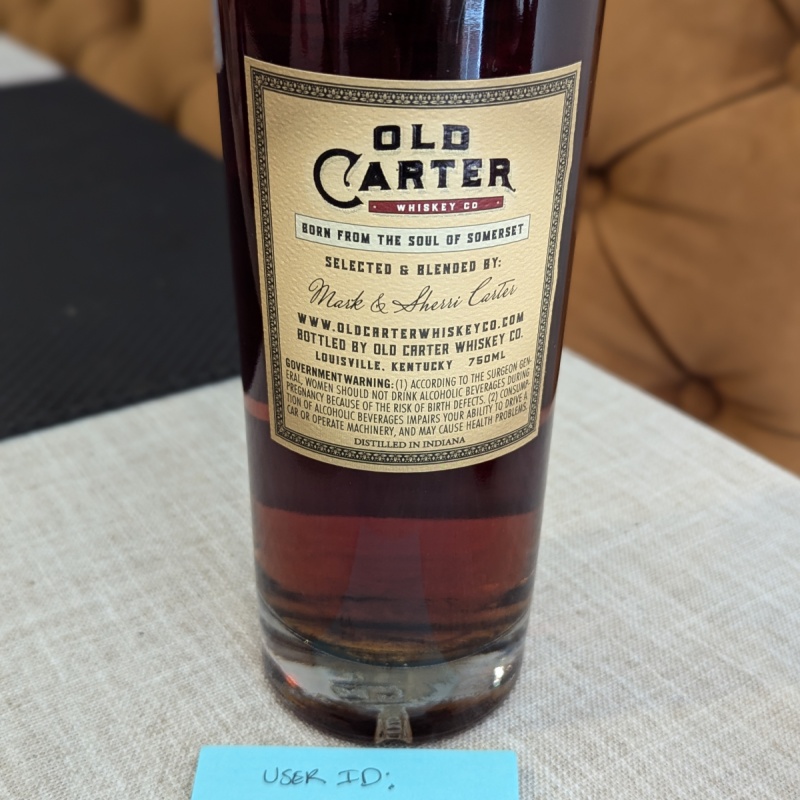 OLD
CARTER
WHISKEY CO
BORN FROM THE SOUL OF SOMERSET
SELECTED & BLENDED BY:
Mark & Sherri Carter
WWW.OLDCARTERWHISKEYCO.COM
BOTTLED BY OLD CARTER WHISKEY CO.
LOUISVILLE, KENTUCKY 750ML
GOVERNMENT WARNING: (1) ACCORDING TO THE SURGEON GEN-
ERAL, WOMEN SHOULD NOT DRINK ALCOHOLIC BEVERAGES DURING
PREGNANCY BECAUSE OF THE RISK OF BIRTH DEFECTS. (2) CONSUMP-
TION OF ALCOHOLIC BEVERAGES IMPAIRS YOUR ABILITY TO DRIVE A
CAR OR OPERATE MACHINERY, AND MAY CAUSE HEALTH PROBLEMS.
DISTILLED IN INDIANA
USER ID: